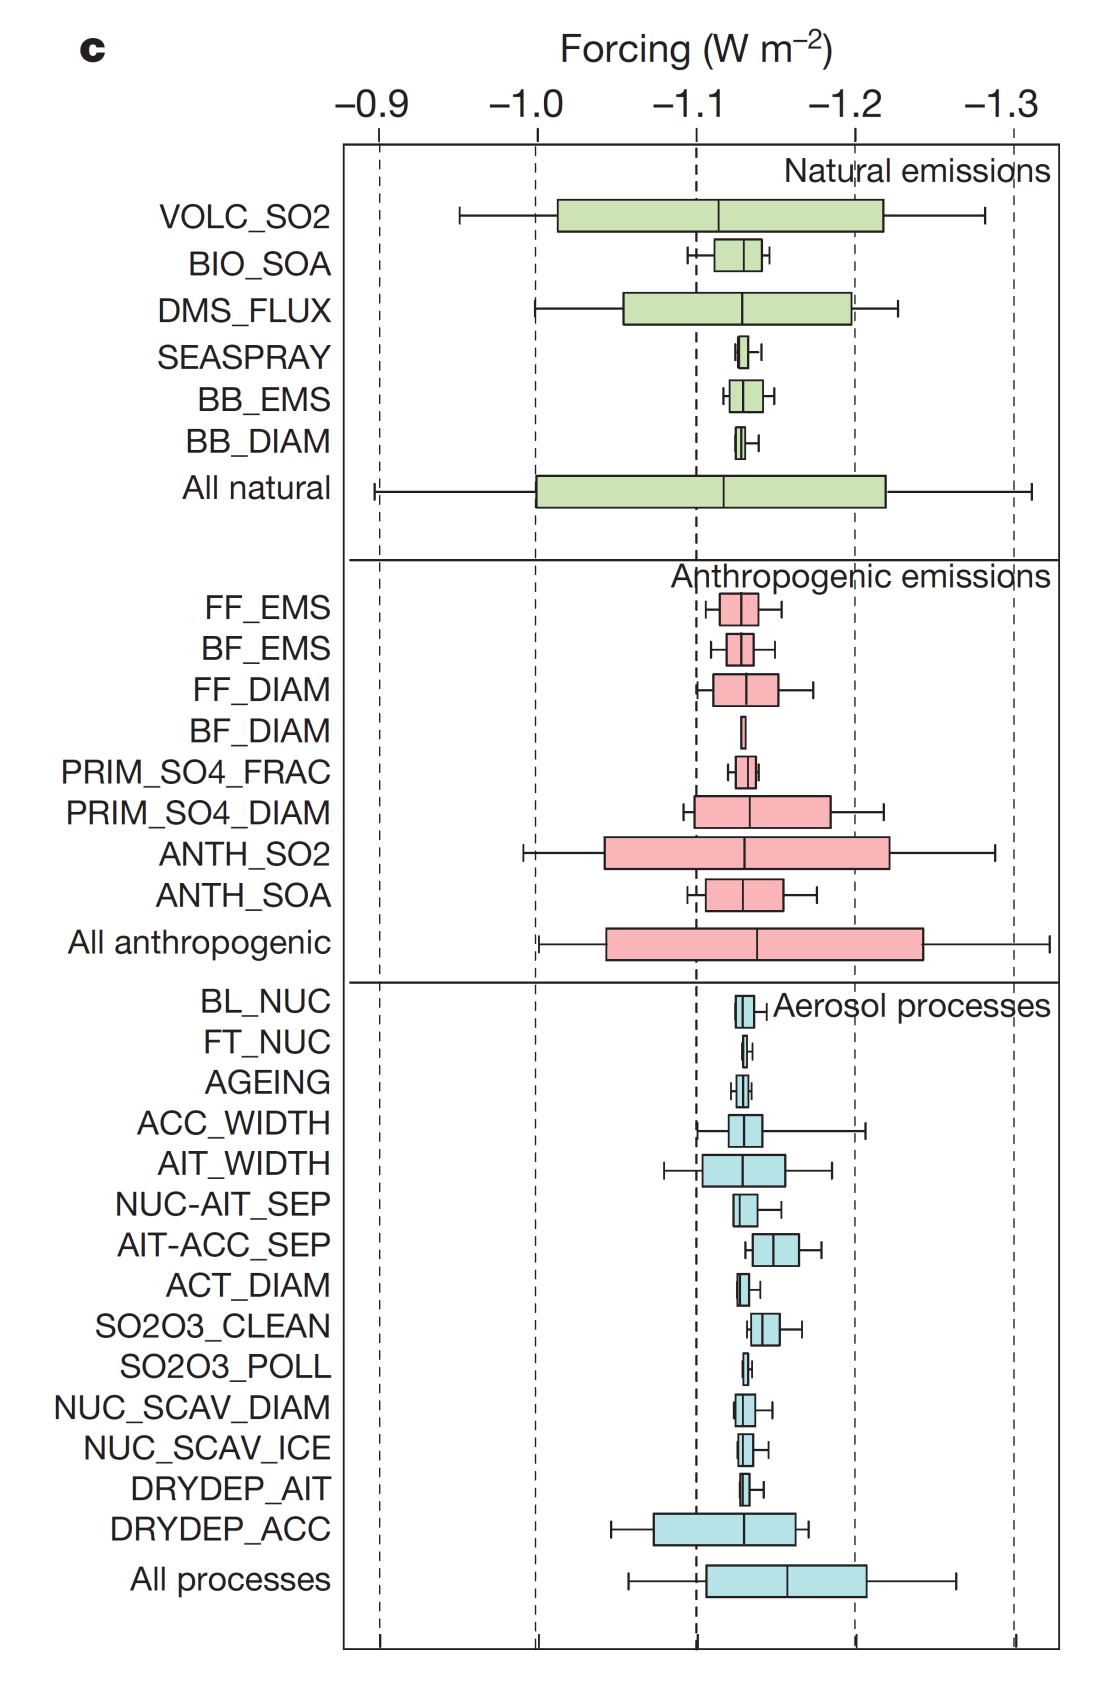 c
Forcing (W m⁻²)
−0.9 −1.0 −1.1 −1.2 −1.3
Natural emissions
VOLC_SO2
BIO_SOA
DMS_FLUX
SEASPRAY
BB_EMS
BB_DIAM
All natural
Anthropogenic emissions
FF_EMS
BF_EMS
FF_DIAM
BF_DIAM
PRIM_SO4_FRAC
PRIM_SO4_DIAM
ANTH_SO2
ANTH_SOA
All anthropogenic
BL_NUC
Aerosol processes
FT_NUC
AGEING
ACC_WIDTH
AIT_WIDTH
NUC-AIT_SEP
AIT-ACC_SEP
ACT_DIAM
SO2O3_CLEAN
SO2O3_POLL
NUC_SCAV_DIAM
NUC_SCAV_ICE
DRYDEP_AIT
DRYDEP_ACC
All processes